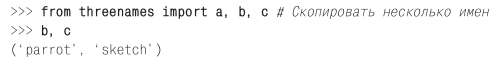 >>> from threenames import a, b, c # Скопировать несколько имен
>>> b, c
(‘parrot’, ‘sketch’)